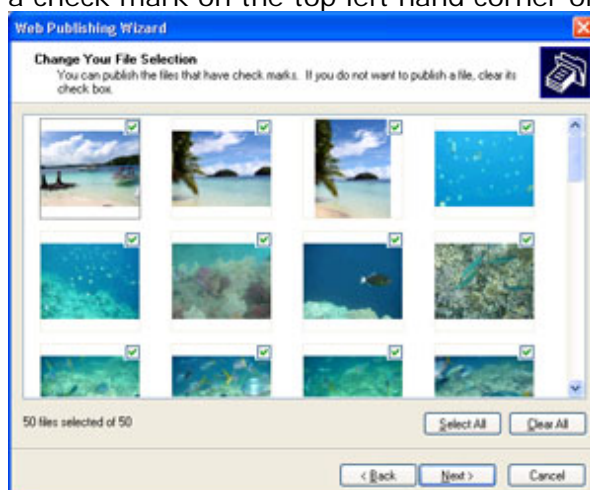 a check mark on the top left hand corner of
Web Publishing Wizard
Change Your File Selection
You can publish the files that have check marks. If you do not want to publish a file, clear its
check box.
50 files selected of 50
Select All
Clear All
< Back
Next >
Cancel